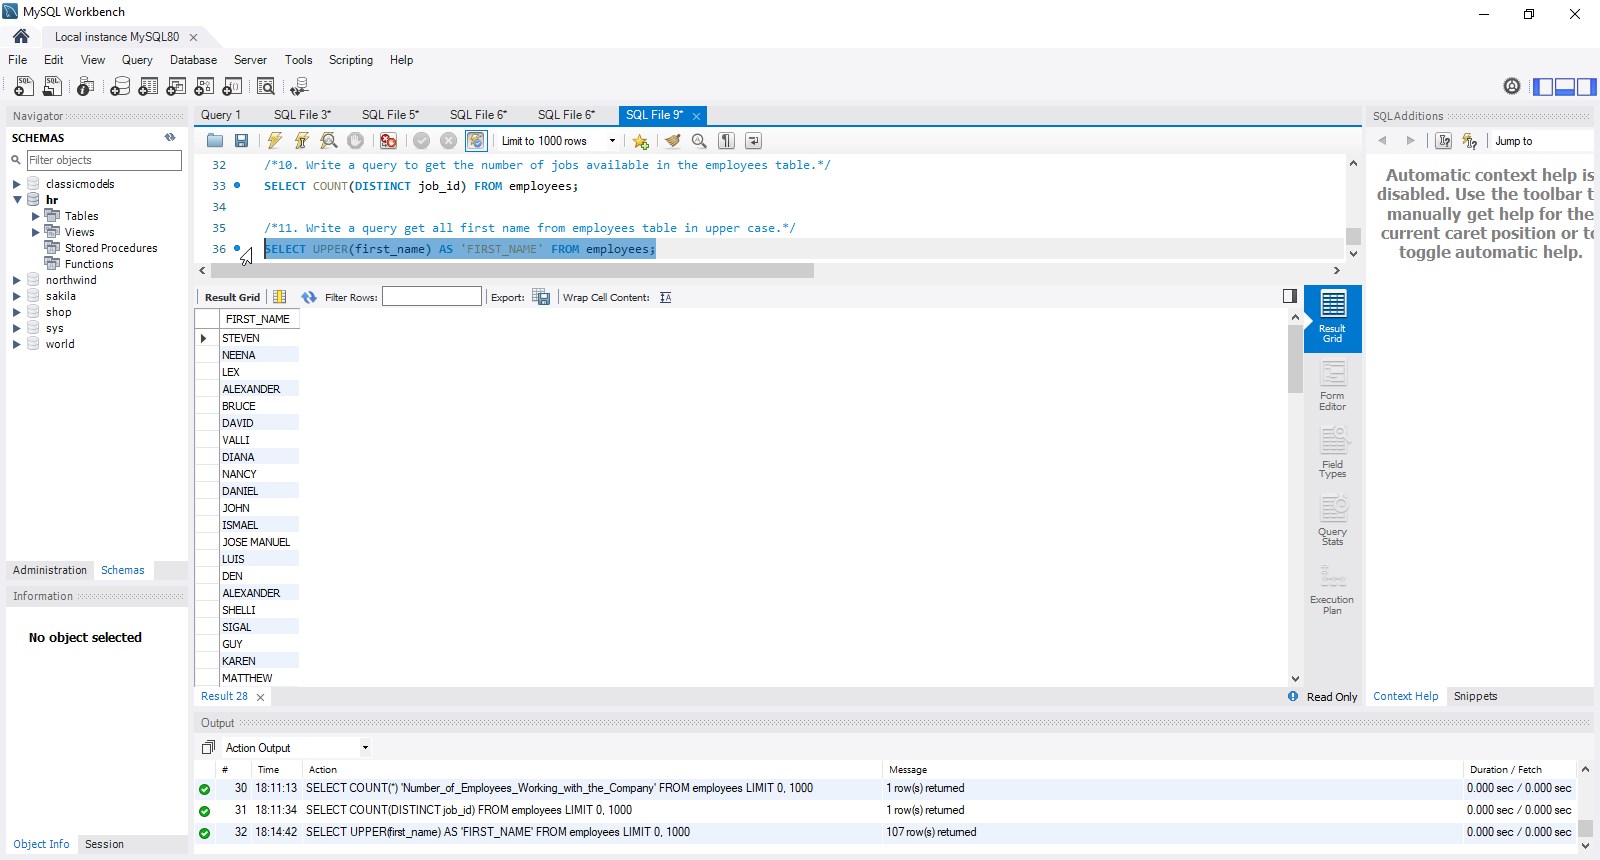 MySQL Workbench
Local instance MySQL80
File Edit View Query Database Server Tools Scripting Help
Navigator
SCHEMAS
Filter objects
classicmodels
hr
Tables
Views
Stored Procedures
Functions
northwind
sakila
shop
sys
world
Administration Schemas
Information
No object selected
Object Info Session
Query 1 SQL File 3* SQL File 5* SQL File 6* SQL File 6* SQL File 9*
Limit to 1000 rows
32 /*10. Write a query to get the number of jobs available in the employees table.*/
33 SELECT COUNT(DISTINCT job_id) FROM employees;
34
35 /*11. Write a query get all first name from employees table in upper case.*/
36 SELECT UPPER(first_name) AS 'FIRST_NAME' FROM employees;
Result Grid Filter Rows: Export: Wrap Cell Content:
FIRST_NAME
STEVEN
NEENA
LEX
ALEXANDER
BRUCE
DAVID
VALLI
DIANA
NANCY
DANIEL
JOHN
ISMAEL
JOSE MANUEL
LUIS
DEN
ALEXANDER
SHELLI
SIGAL
GUY
KAREN
MATTHEW
Result Grid
Form Editor
Field Types
Query Stats
Execution Plan
Result 28
Read Only
SQLAdditions
Jump to
Automatic context help is
disabled. Use the toolbar t
manually get help for the
current caret position or to
toggle automatic help.
Context Help Snippets
Output
Action Output
# Time Action Message Duration / Fetch
30 18:11:13 SELECT COUNT(*) 'Number_of_Employees_Working_with_the_Company' FROM employees LIMIT 0, 1000 1 row(s) returned 0.000 sec / 0.000 sec
31 18:11:34 SELECT COUNT(DISTINCT job_id) FROM employees LIMIT 0, 1000 1 row(s) returned 0.000 sec / 0.000 sec
32 18:14:42 SELECT UPPER(first_name) AS 'FIRST_NAME' FROM employees LIMIT 0, 1000 107 row(s) returned 0.000 sec / 0.000 sec